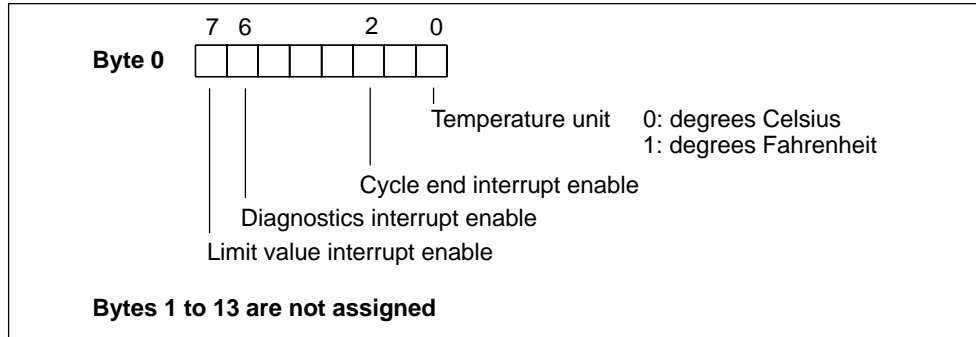 7 6 2 0
Byte 0
Temperature unit 0: degrees Celsius
1: degrees Fahrenheit
Cycle end interrupt enable
Diagnostics interrupt enable
Limit value interrupt enable
Bytes 1 to 13 are not assigned